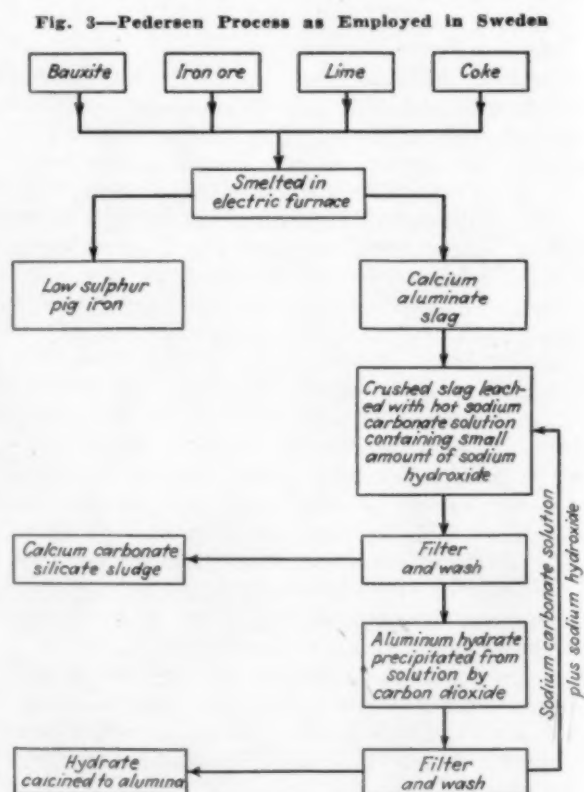 Fig. 3—Pedersen Process as Employed in Sweden
Bauxite
Iron ore
Lime
Coke
Smelted in
electric furnace
Low sulphur
pig iron
Calcium
aluminate
slag
Crushed slag leach-
ed with hot sodium
carbonate solution
containing small
amount of sodium
hydroxide
Sodium carbonate solution
plus sodium hydroxide
Calcium carbonate
silicate sludge
Filter
and wash
Aluminum hydrate
precipitated from
solution by
carbon dioxide
Hydrate
calcined to alumina
Filter
and wash